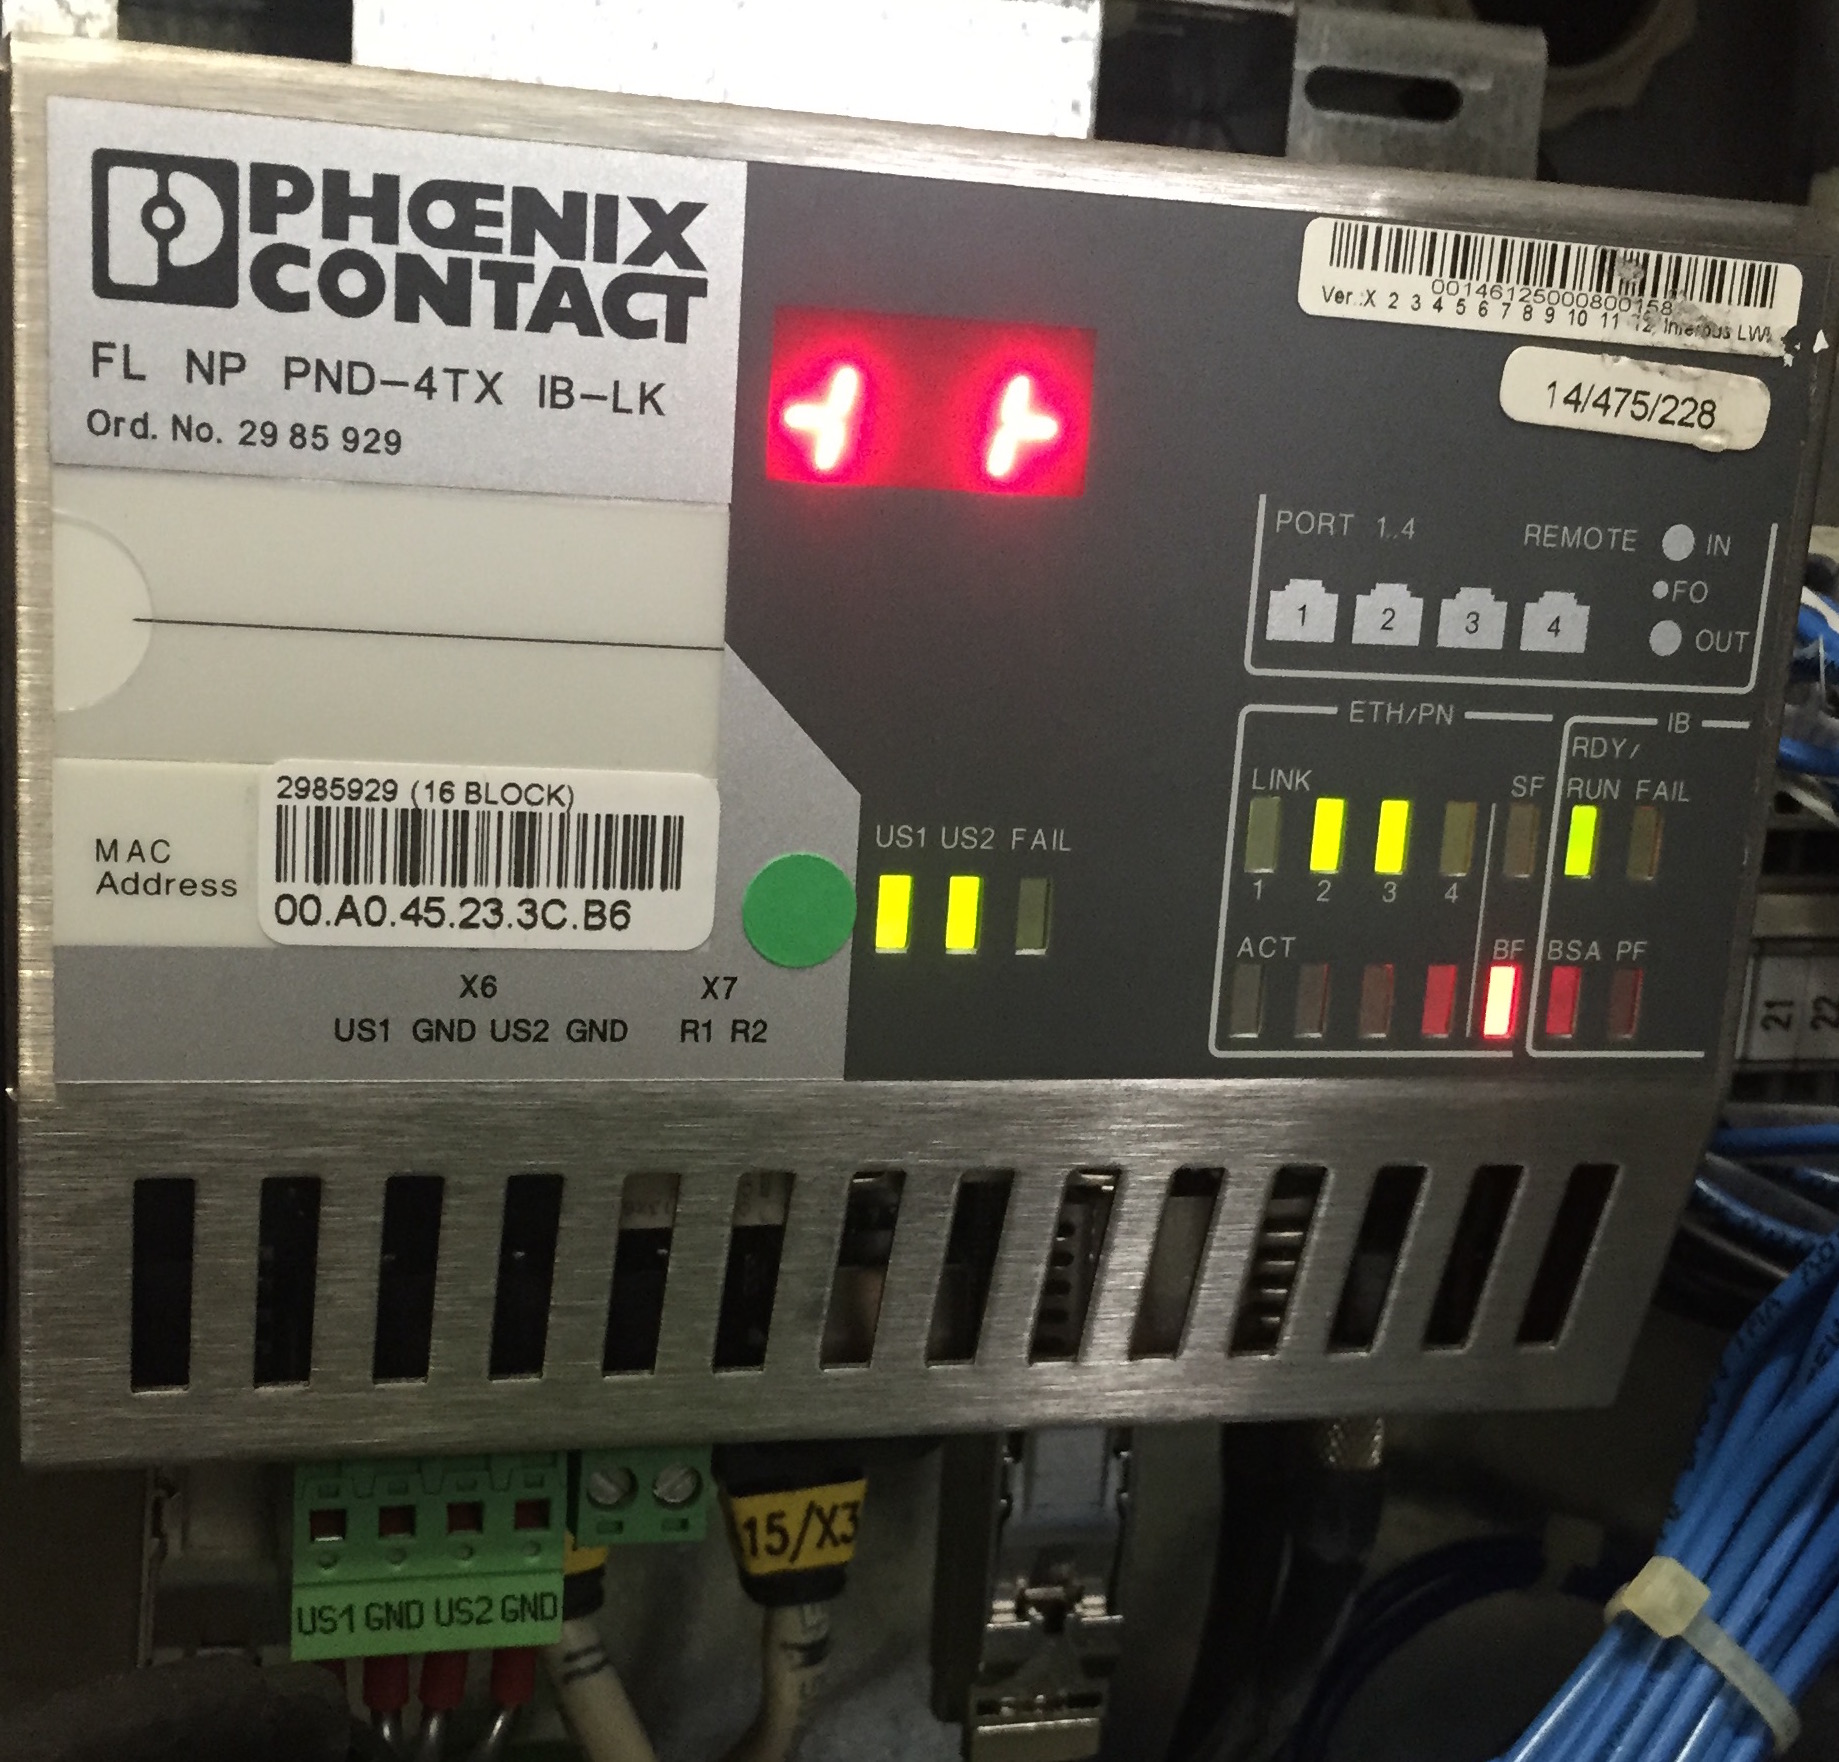 PHŒNIX
CONTACT
FL NP PND-4TX IB-LK
Ord. No. 29 85 929
00146125000800158
Ver.:X 2 3 4 5 6 7 8 9 10 11 12, Interbus LWL
14/475/228
PORT 1..4
REMOTE
IN
FO
OUT
1 2 3 4
ETH/PN
IB
RDY/
LINK
SF
RUN FAIL
1 2 3 4
ACT
BF
BSA PF
2985929 (16 BLOCK)
MAC
Address
00.A0.45.23.3C.B6
US1 US2 FAIL
X6
X7
US1 GND US2 GND
R1 R2
15/X3
US1 GND US2 GND
21
22